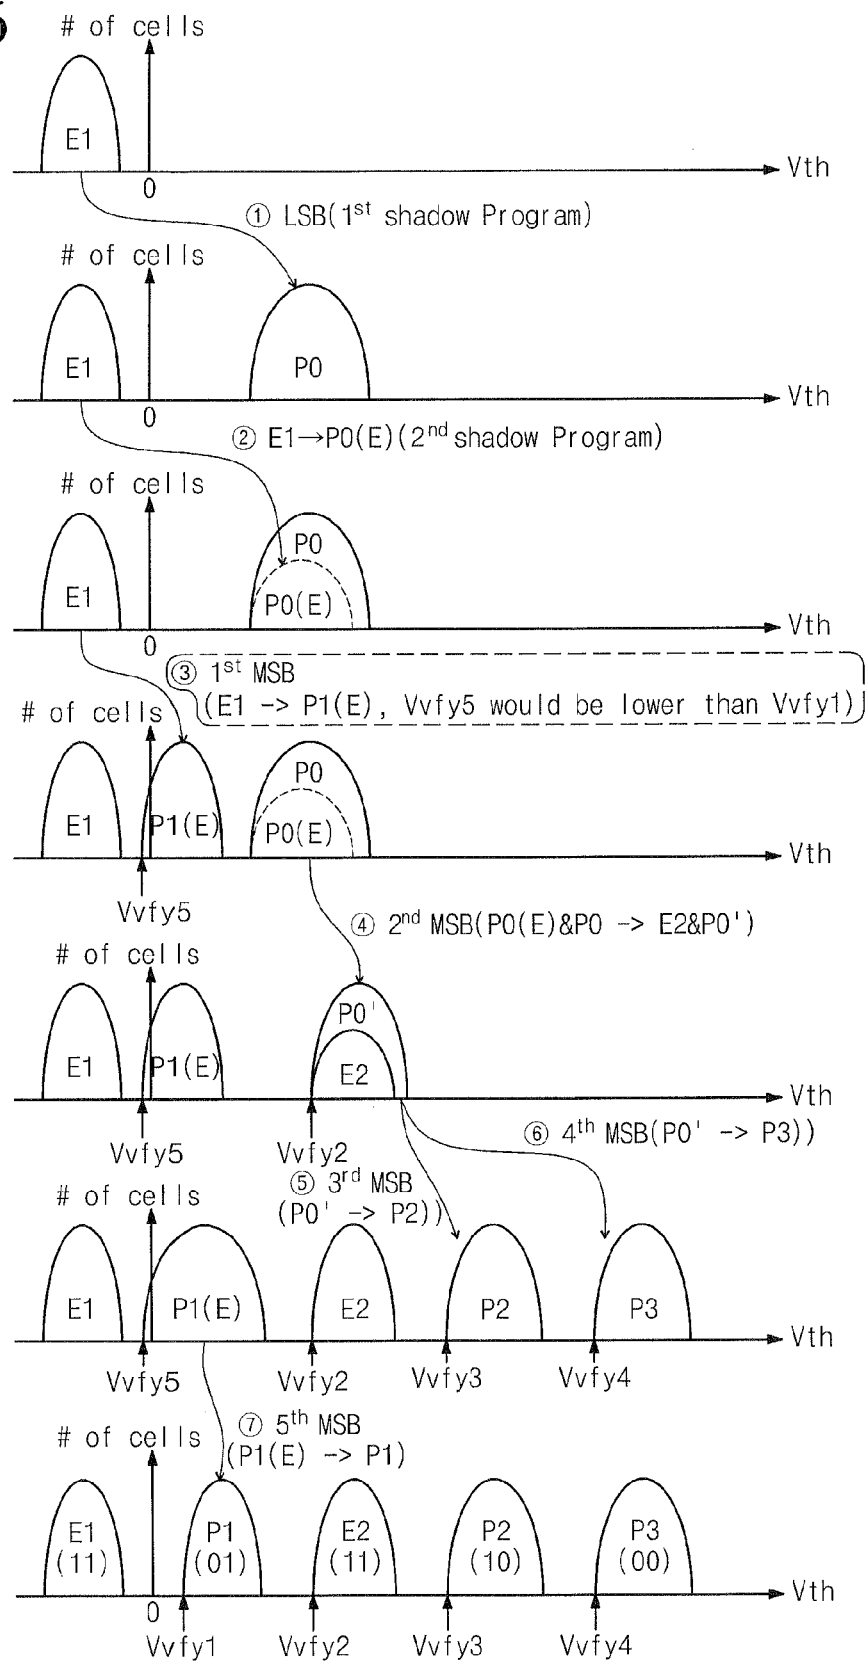 # of cells
E1
0
Vth
① LSB(1st shadow Program)
# of cells
E1
P0
0
Vth
② E1→P0(E)(2nd shadow Program)
# of cells
P0
E1
P0(E)
0
Vth
③ 1st MSB
(E1 -> P1(E), Vvfy5 would be lower than Vvfy1)
# of cells
P0
E1
P1(E)
P0(E)
Vth
Vvfy5
④ 2nd MSB(P0(E)&P0 -> E2&P0')
# of cells
P0'
E1
P1(E)
E2
Vth
Vvfy5
Vvfy2
⑥ 4th MSB(P0' -> P3))
⑤ 3rd MSB
(P0' -> P2))
# of cells
E1
P1(E)
E2
P2
P3
Vth
Vvfy5
Vvfy2
Vvfy3
Vvfy4
⑦ 5th MSB
(P1(E) -> P1)
# of cells
E1
(11)
P1
(01)
E2
(11)
P2
(10)
P3
(00)
0
Vth
Vvfy1
Vvfy2
Vvfy3
Vvfy4